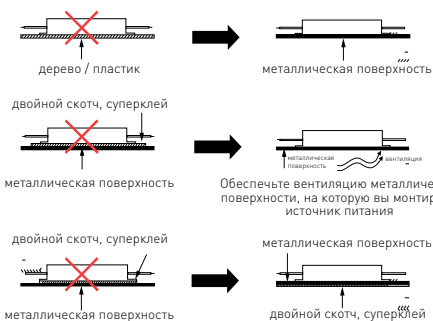 дерево / пластик
металлическая поверхность
двойной скотч, суперклей
металлическая поверхность
металлическая
поверхность
вентиляция
Обеспечьте вентиляцию металличе
поверхности, на которую вы монтир
источник питания
двойной скотч, суперклей
металлическая поверхность
металлическая поверхность
двойной скотч, суперклей